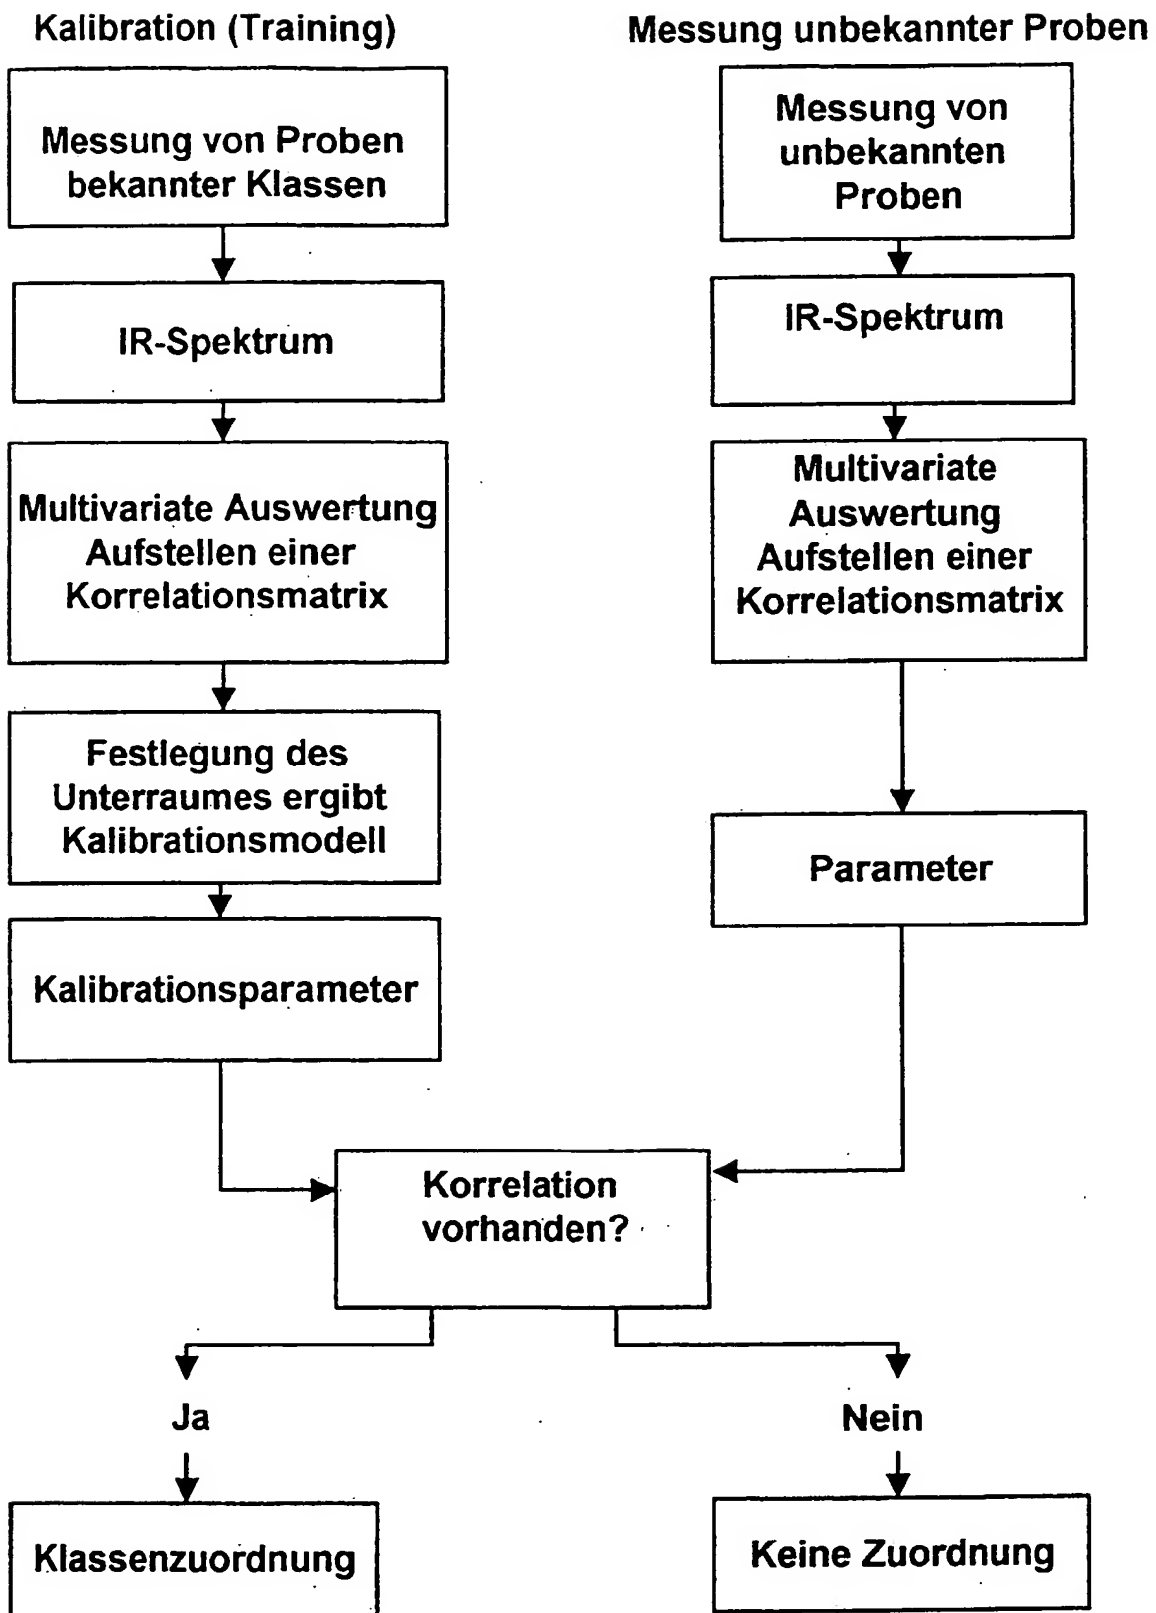 Kalibration (Training)
Messung von Proben
bekannter Klassen
IR-Spektrum
Multivariate Auswertung
Aufstellen einer
Korrelationsmatrix
Festlegung des
Unterraumes ergibt
Kalibrationsmodell
Kalibrationsparameter
Messung unbekannter Proben
Messung von
unbekannten
Proben
IR-Spektrum
Multivariate
Auswertung
Aufstellen einer
Korrelationsmatrix
Parameter
Korrelation
vorhanden?
Ja
Klassenzuordnung
Nein
Keine Zuordnung